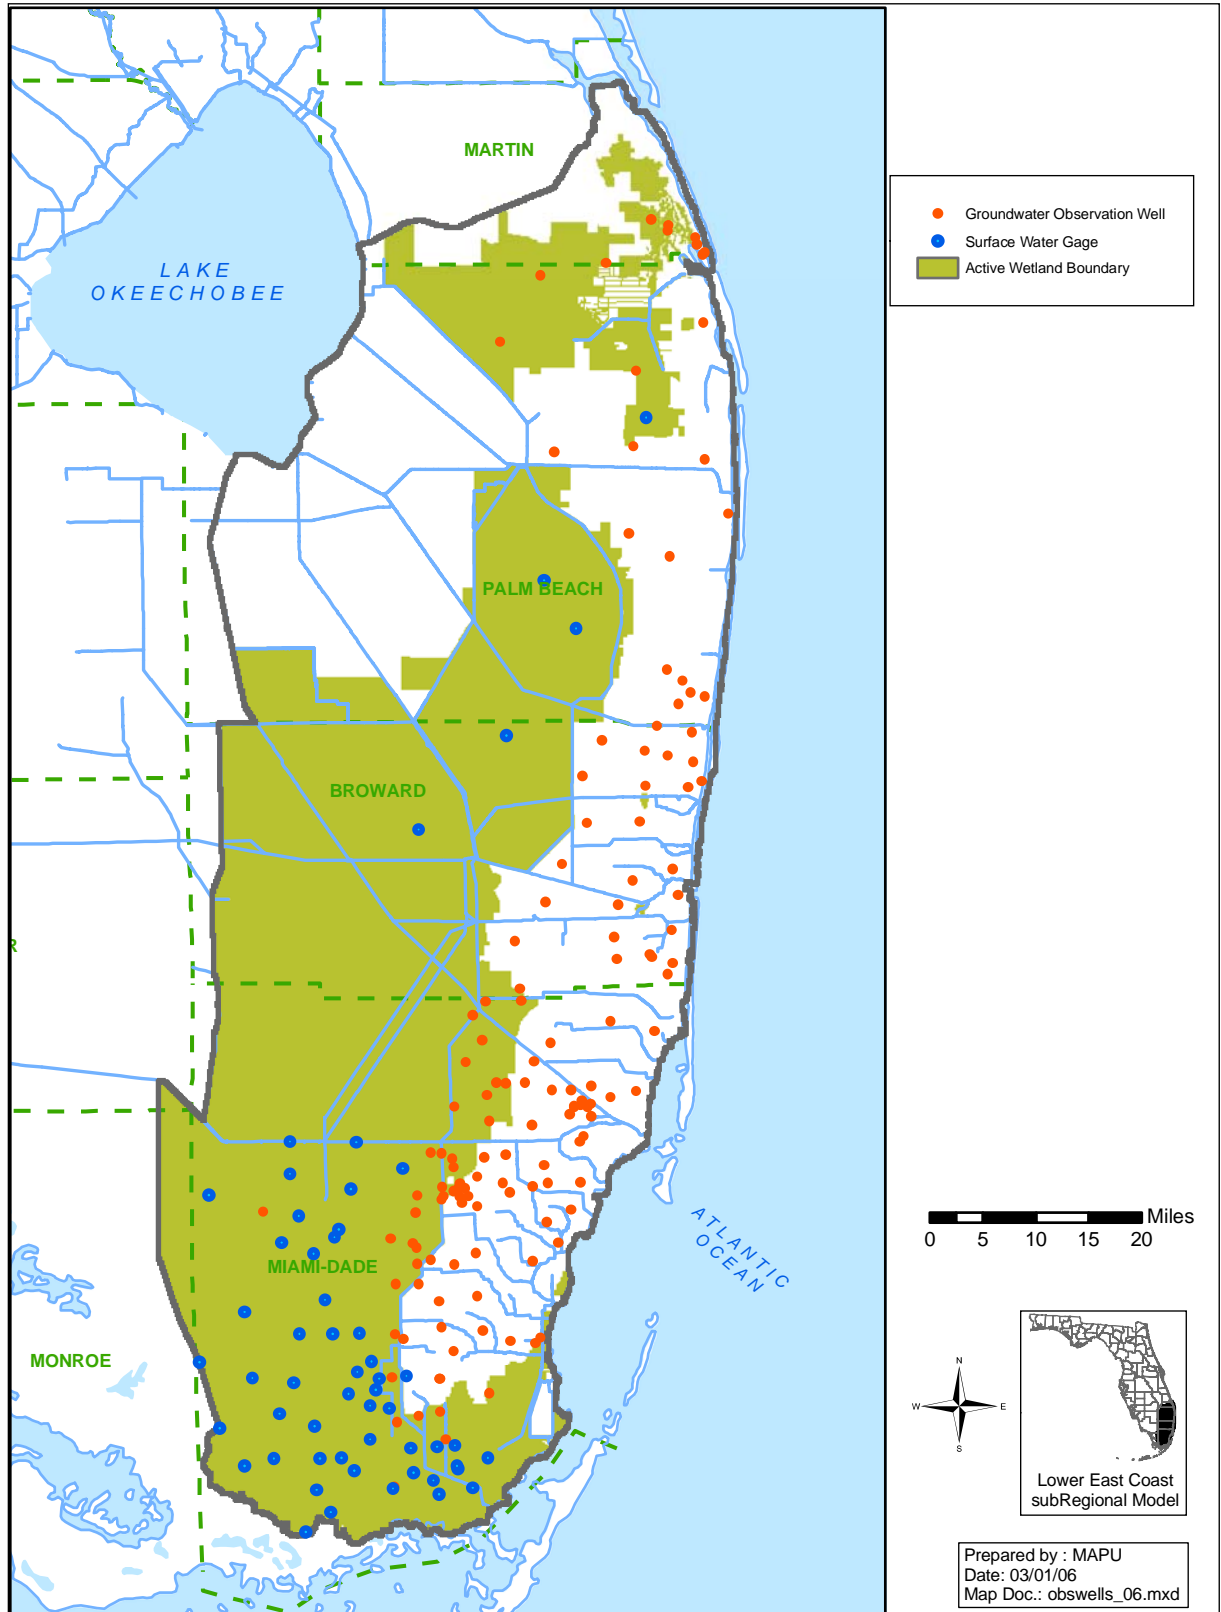 MARTIN
LAKE
OKEECHOBEE
PALM BEACH
BROWARD
R
MIAMI-DADE
MONROE
ATLANTIC
OCEAN
Groundwater Observation Well
Surface Water Gage
Active Wetland Boundary
Miles
0 5 10 15 20
N
W E
S
Lower East Coast
subRegional Model
Prepared by : MAPU
Date: 03/01/06
Map Doc.: obswells_06.mxd